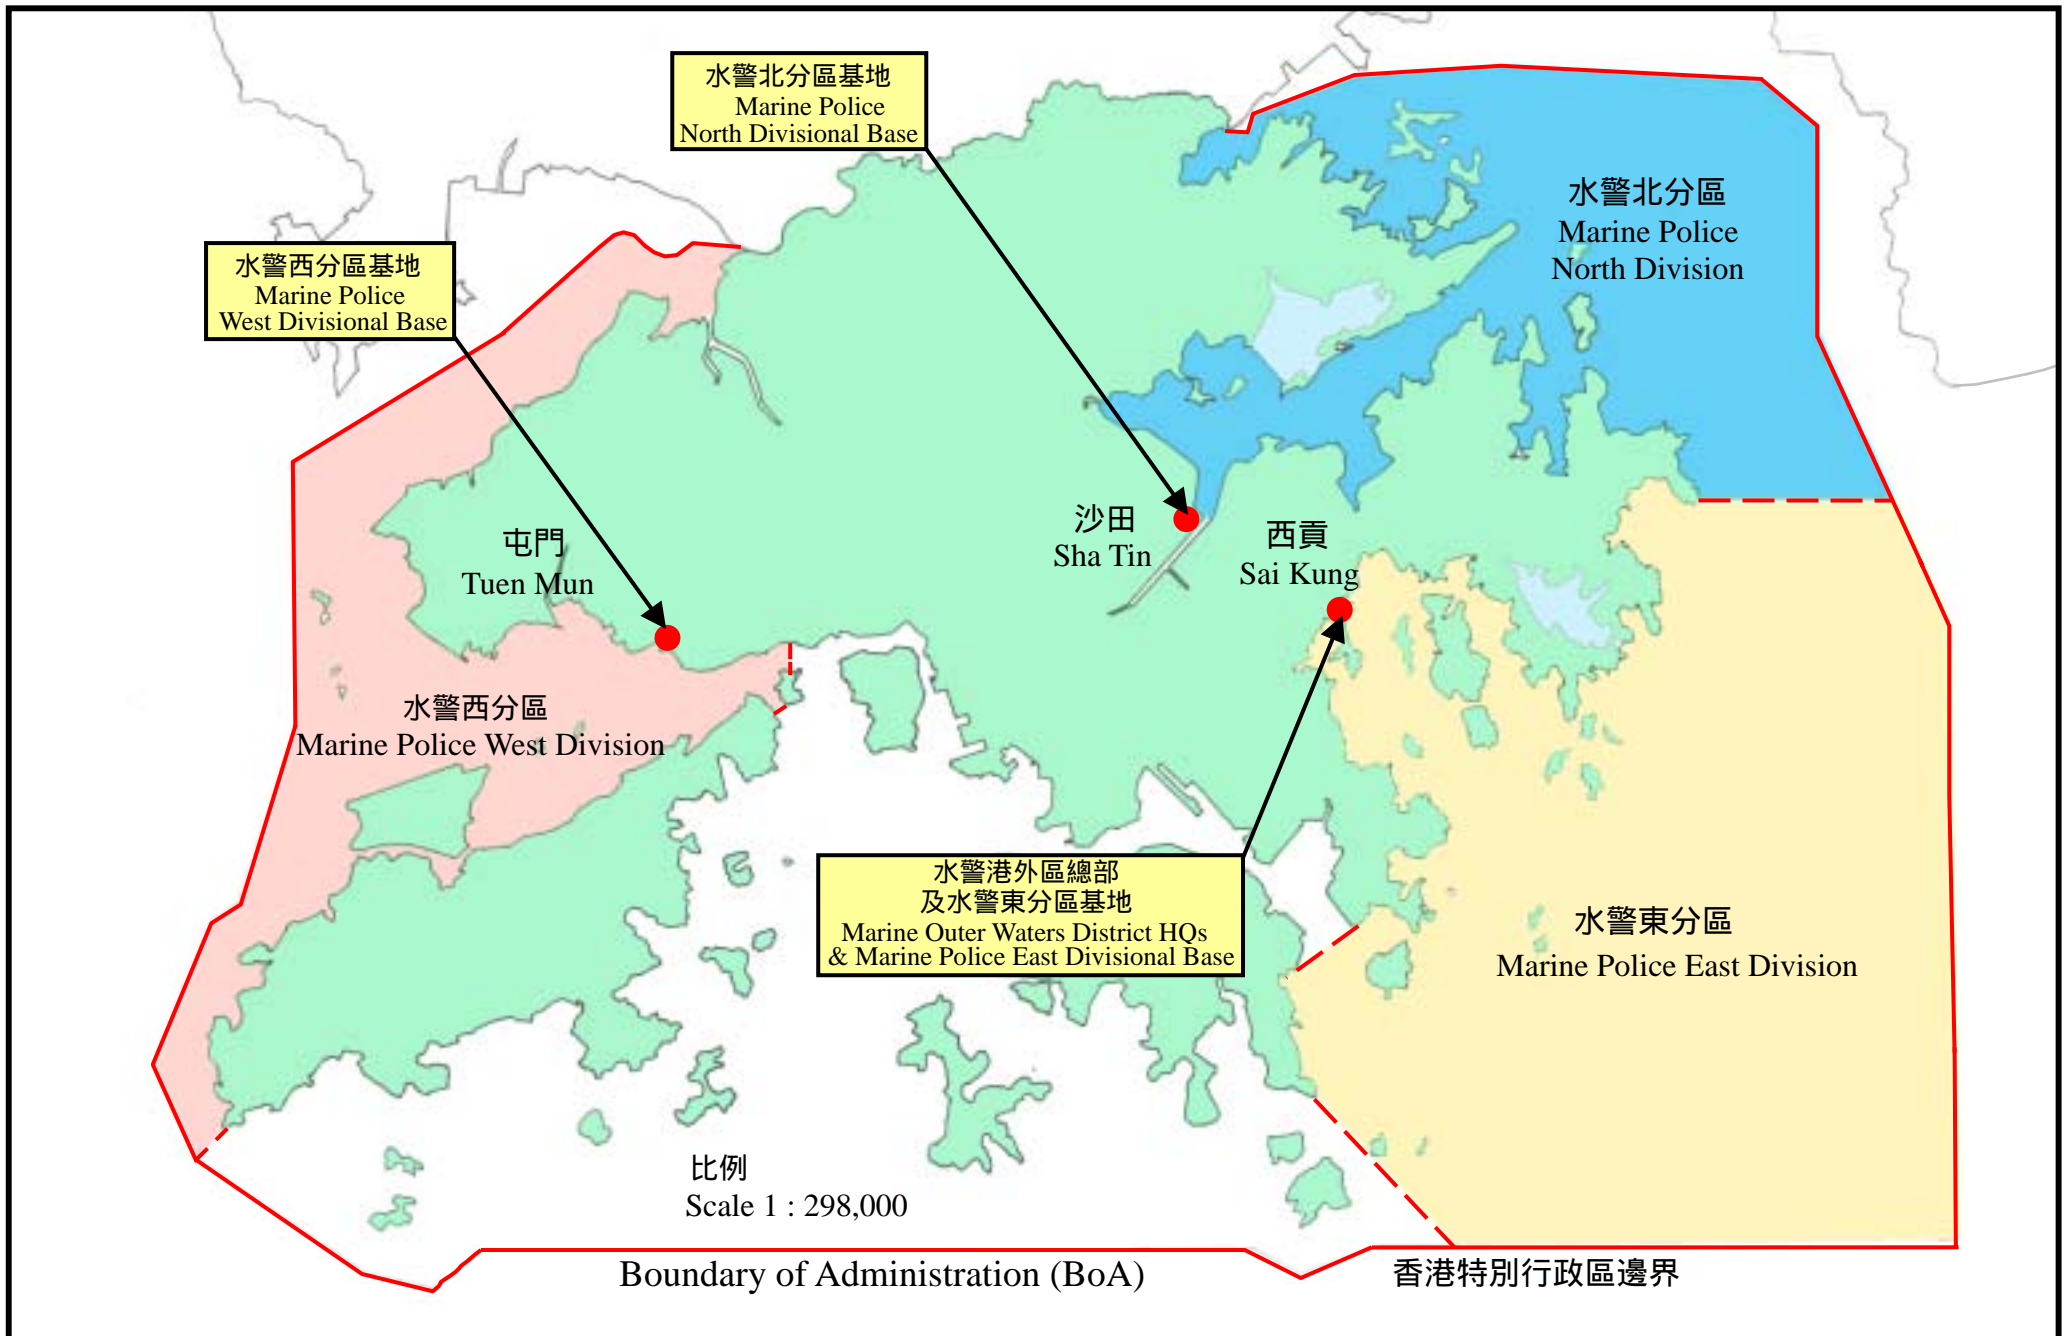 水警北分區基地
Marine Police
North Divisional Base
水警北分區
Marine Police
North Division
水警西分區基地
Marine Police
West Divisional Base
屯門
Tuen Mun
沙田
Sha Tin
西貢
Sai Kung
水警西分區
Marine Police West Division
水警港外區總部
及水警東分區基地
Marine Outer Waters District HQs
& Marine Police East Divisional Base
水警東分區
Marine Police East Division
比例
Scale 1 : 298,000
Boundary of Administration (BoA)
香港特別行政區邊界